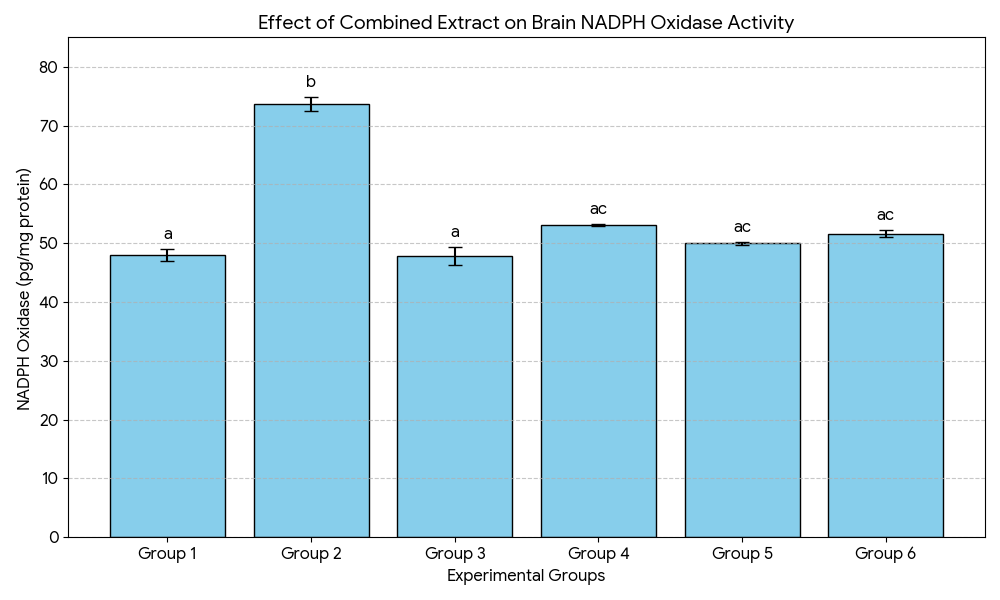 Effect of Combined Extract on Brain NADPH Oxidase Activity
NADPH Oxidase (pg/mg protein)
80
70
60
50
40
30
20
10
0
a
b
a
ac
ac
ac
Group 1
Group 2
Group 3
Group 4
Group 5
Group 6
Experimental Groups